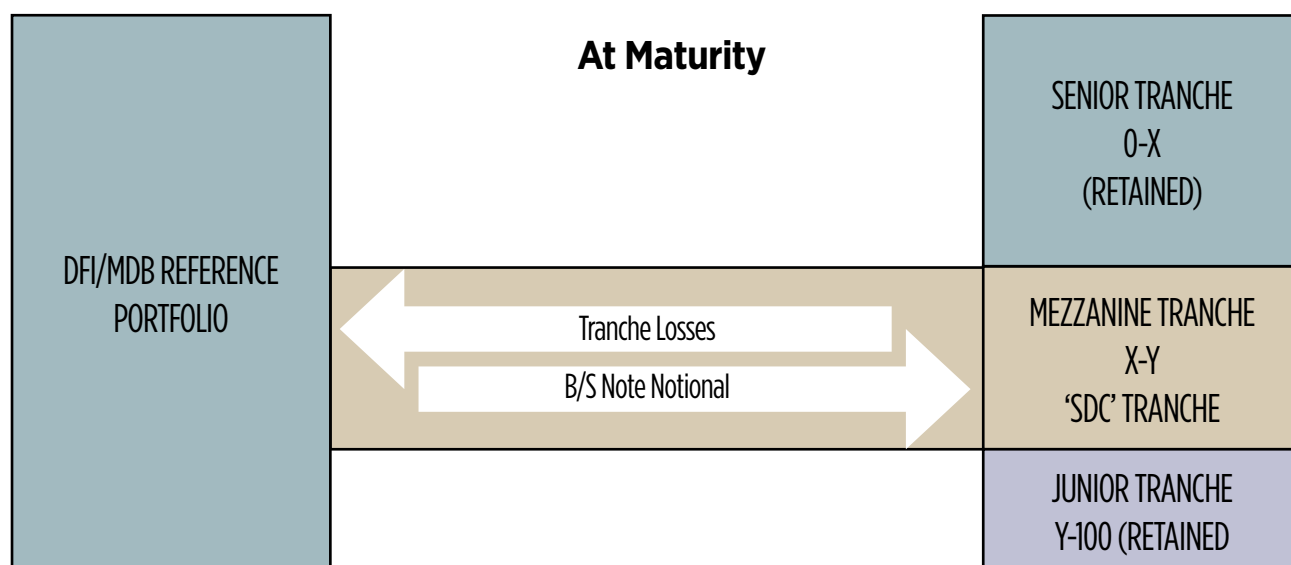 At Maturity
DFI/MDB REFERENCE
PORTFOLIO
Tranche Losses
B/S Note Notional
SENIOR TRANCHE
0-X
(RETAINED)
MEZZANINE TRANCHE
X-Y
‘SDC’ TRANCHE
JUNIOR TRANCHE
Y-100 (RETAINED